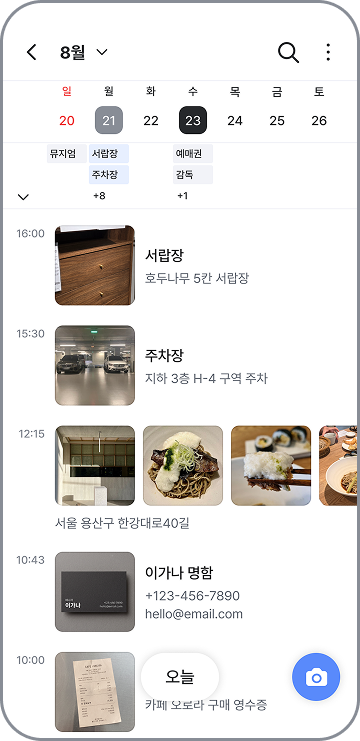 8월
일 월 화 수 목 금 토
20 21 22 23 24 25 26
뮤지엄 서랍장 예매권
주차장 감독
+8 +1
16:00
서랍장
호두나무 5칸 서랍장
15:30
주차장
지하 3층 H-4 구역 주차
12:15
서울 용산구 한강대로40길
10:43
이가나 명함
+123-456-7890
hello@email.com
이가나
10:00
오늘
카페 오로라 구매 영수증